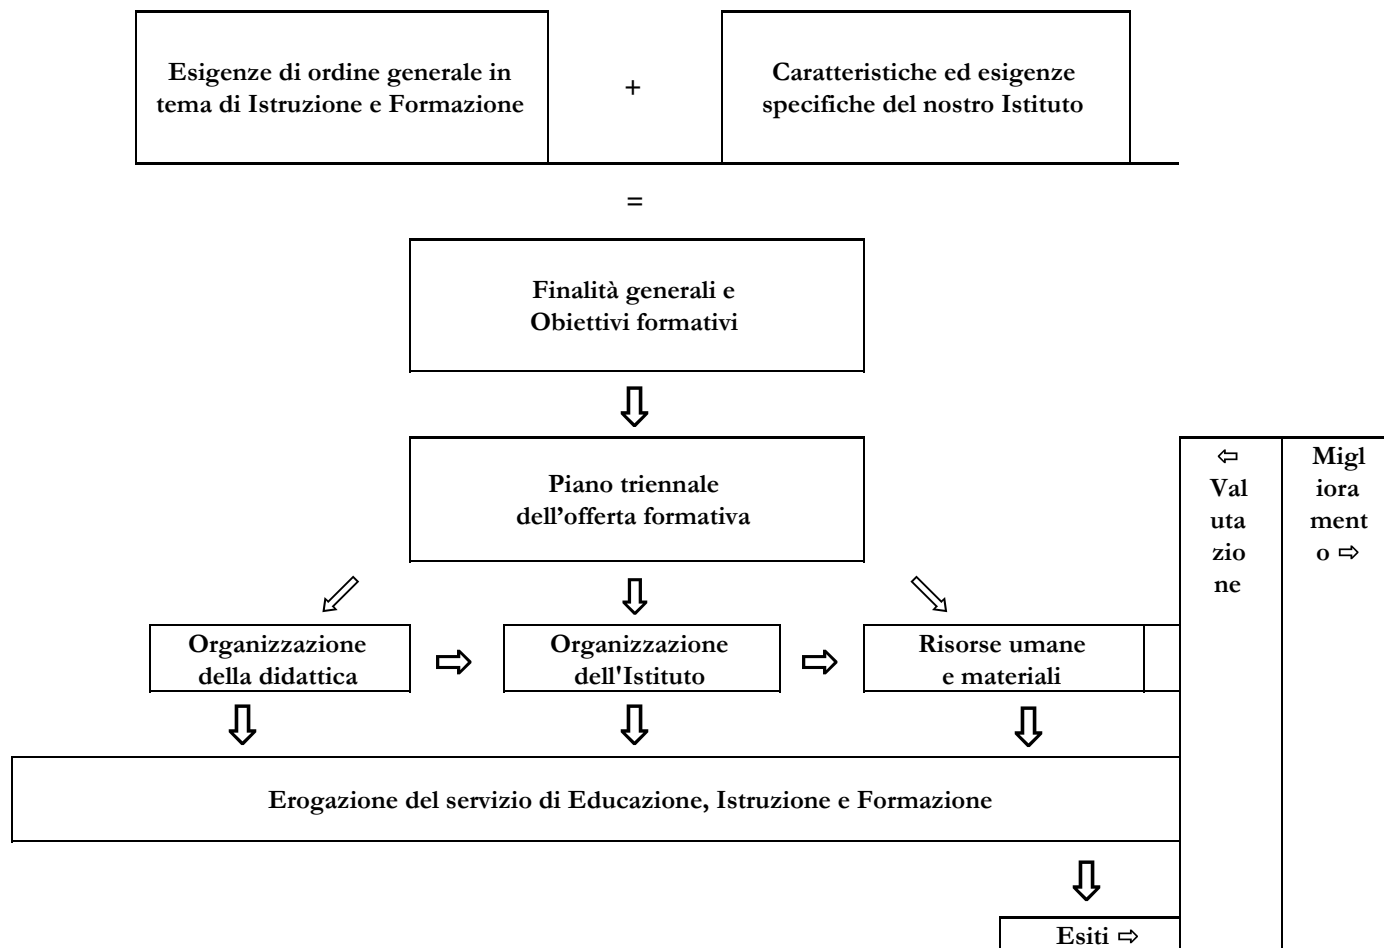 Esigenze di ordine generale in
tema di Istruzione e Formazione
+
Caratteristiche ed esigenze
specifiche del nostro Istituto
=
Finalità generali e
Obiettivi formativi
Piano triennale
dell’offerta formativa
⇦
Val
uta
zio
ne
Migl
iora
ment
o ⇨
Organizzazione
della didattica
Organizzazione
dell'Istituto
Risorse umane
e materiali
Erogazione del servizio di Educazione, Istruzione e Formazione
Esiti ⇨